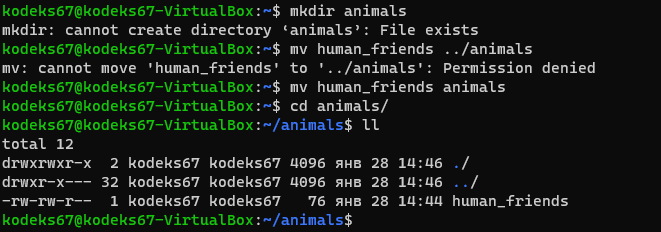 kodeks67@kodeks67-VirtualBox:~$ mkdir animals
mkdir: cannot create directory ‘animals’: File exists
kodeks67@kodeks67-VirtualBox:~$ mv human_friends ../animals
mv: cannot move 'human_friends' to '../animals': Permission denied
kodeks67@kodeks67-VirtualBox:~$ mv human_friends animals
kodeks67@kodeks67-VirtualBox:~$ cd animals/
kodeks67@kodeks67-VirtualBox:~/animals$ ll
total 12
drwxrwxr-x  2 kodeks67 kodeks67 4096 янв 28 14:46 ./
drwxr-x--- 32 kodeks67 kodeks67 4096 янв 28 14:46 ../
-rw-rw-r--  1 kodeks67 kodeks67   76 янв 28 14:44 human_friends
kodeks67@kodeks67-VirtualBox:~/animals$